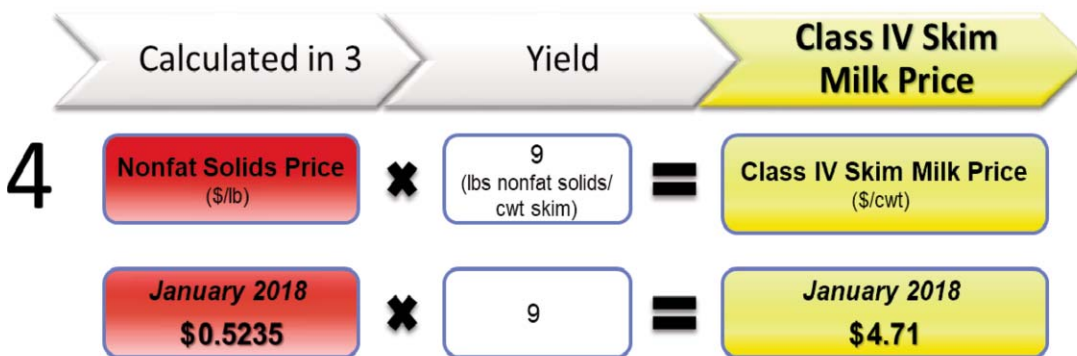 Calculated in 3
Yield
Class IV Skim
Milk Price
4
Nonfat Solids Price
($/lb)
×
9
(lbs nonfat solids/
cwt skim)
=
Class IV Skim Milk Price
($/cwt)
January 2018
$0.5235
×
9
=
January 2018
$4.71